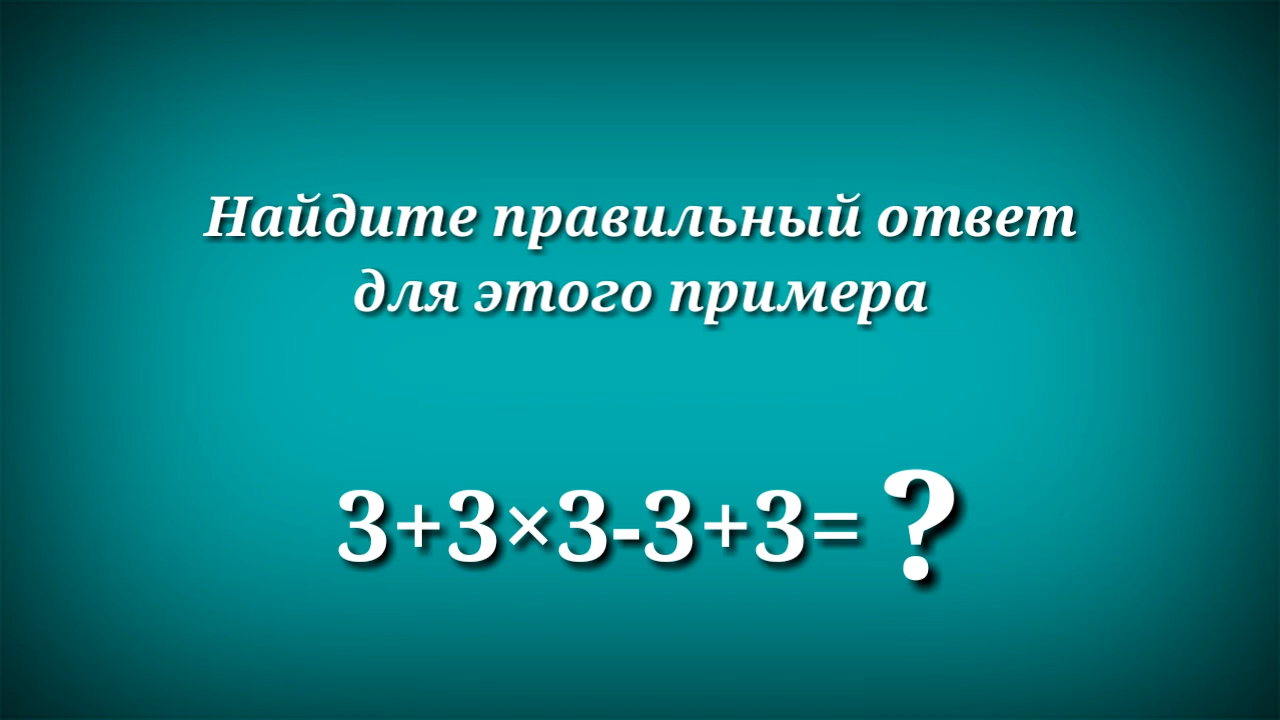 Найдите правильный ответ
для этого примера
3+3×3-3+3= ?